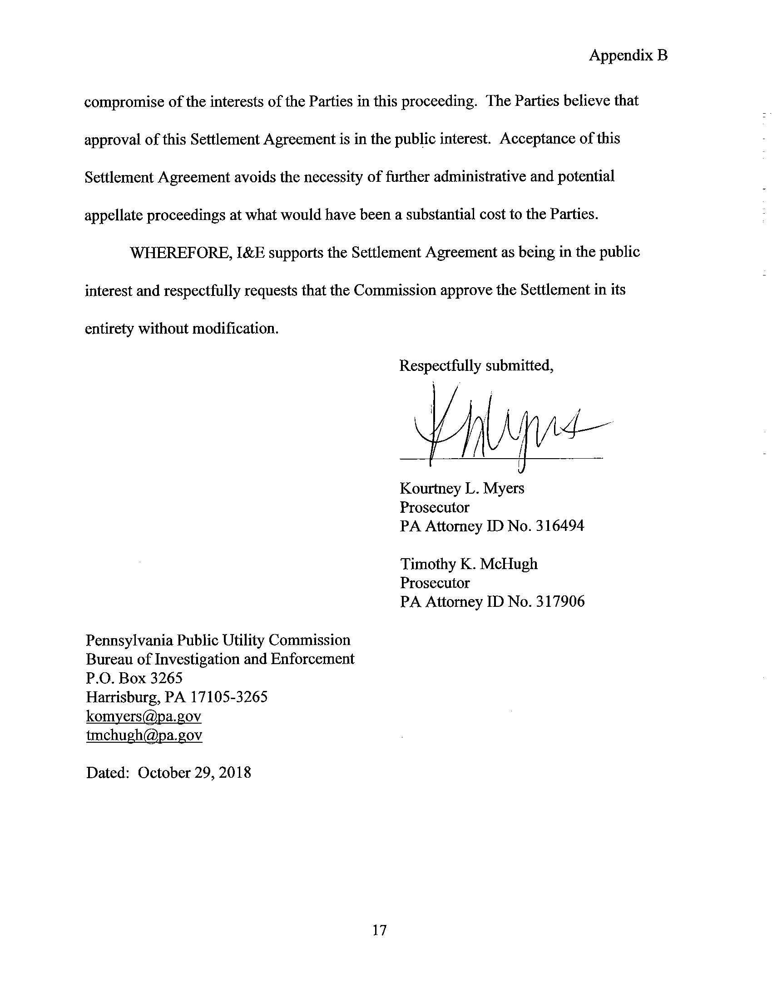 Appendix B
compromise of the interests of the Parties in this proceeding. The Parties believe that
approval of this Settlement Agreement is in the public interest. Acceptance of this
Settlement Agreement avoids the necessity of further administrative and potential
appellate proceedings at what would have been a substantial cost to the Parties.
WHEREFORE, I&E supports the Settlement Agreement as being in the public
interest and respectfully requests that the Commission approve the Settlement in its
entirety without modification.
Respectfully submitted,
K Myers
Kourtney L. Myers
Prosecutor
PA Attorney ID No. 316494
Timothy K. McHugh
Prosecutor
PA Attorney ID No. 317906
Pennsylvania Public Utility Commission
Bureau of Investigation and Enforcement
P.O. Box 3265
Harrisburg, PA 17105-3265
komyers@pa.gov
tmchugh@pa.gov
Dated: October 29, 2018
17